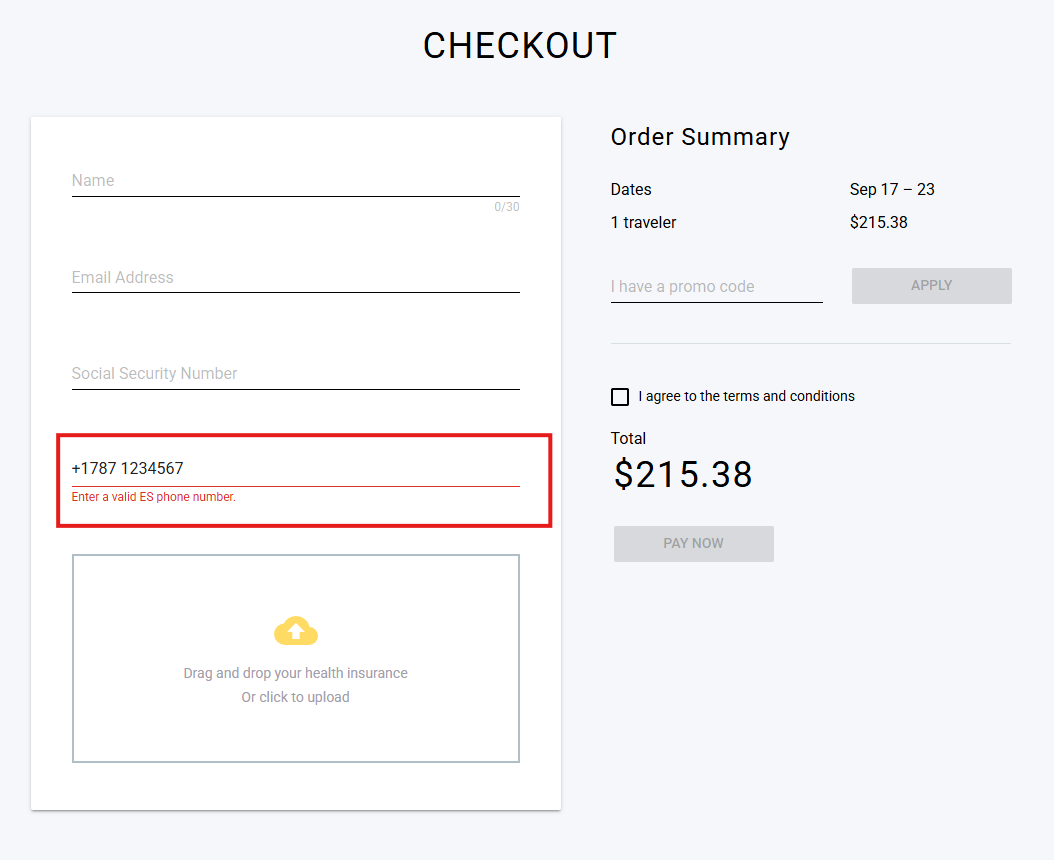 CHECKOUT
Name
0/30
Email Address
Social Security Number
+1787 1234567
Enter a valid ES phone number.
Drag and drop your health insurance
Or click to upload
Order Summary
Dates Sep 17 – 23
1 traveler $215.38
I have a promo code APPLY
I agree to the terms and conditions
Total
$215.38
PAY NOW